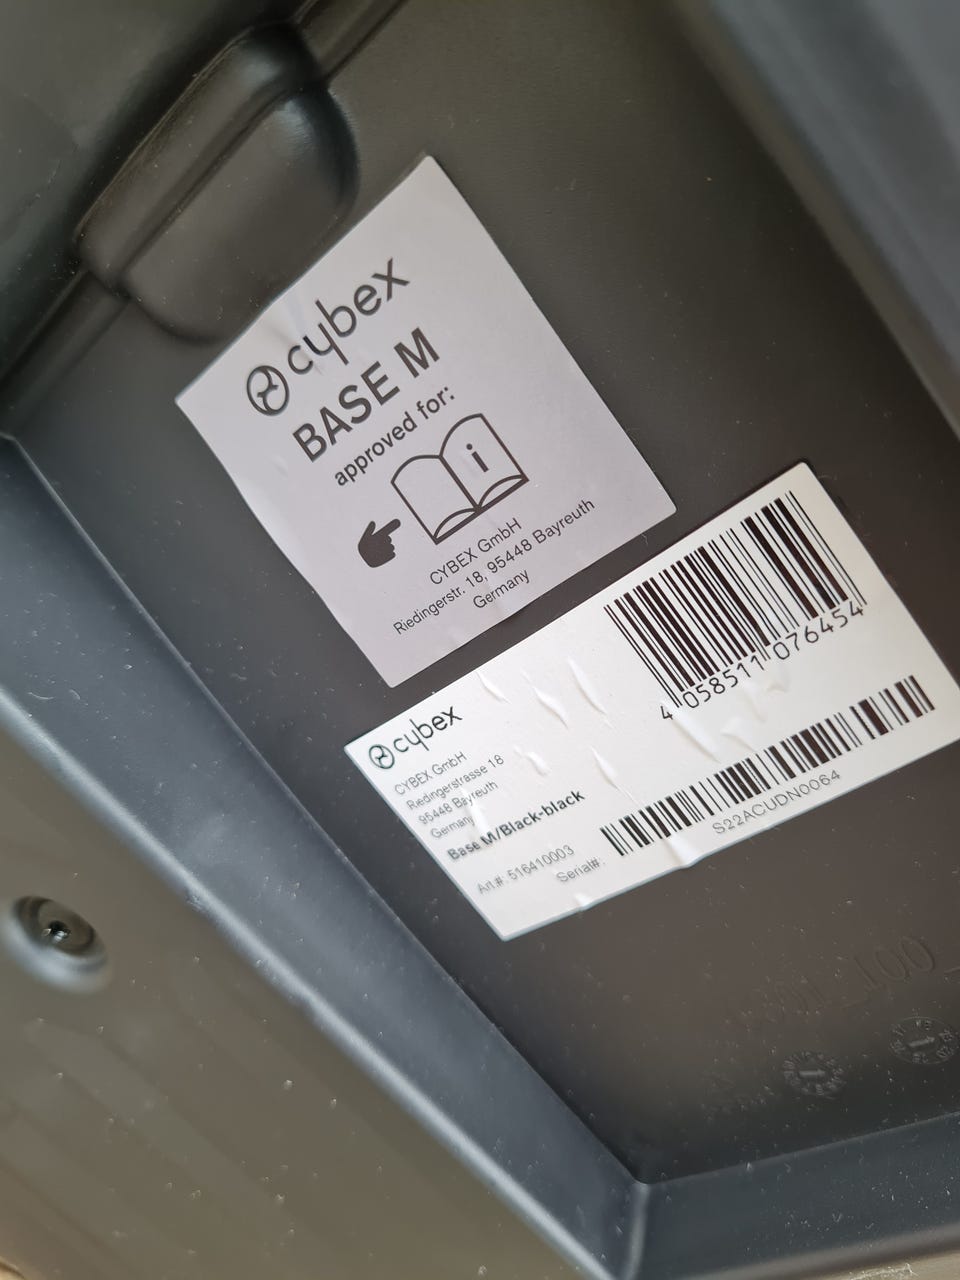 cybex
BASE M
approved for:
i
CYBEX GmbH
Riedingerstr. 18, 95448 Bayreuth
Germany
4 058511 076454
cybex
CYBEX GmbH
Riedingerstrasse 18
95448 Bayreuth
Germany
Base M/Black-black
Art.#: 516410003
Serial#:
S22ACUDN0064